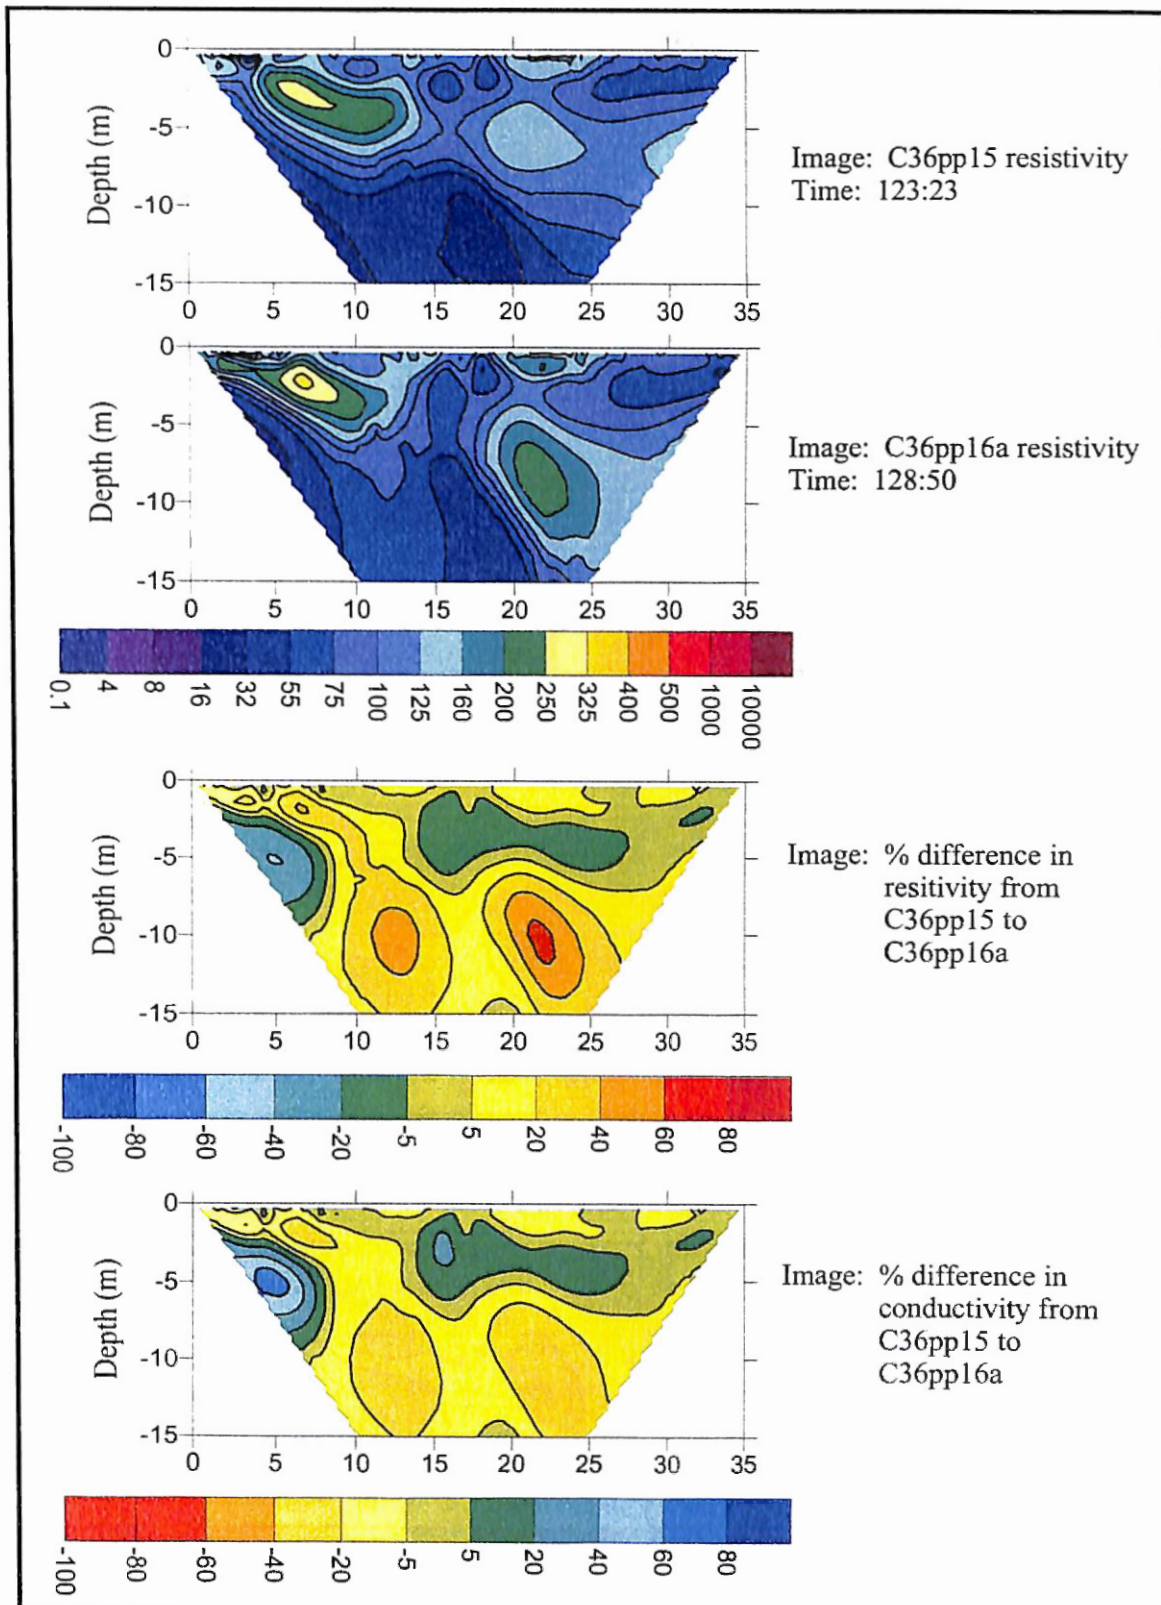 0
-5
-10
-15
Depth (m)
0 5 10 15 20 25 30 35
Image: C36pp15 resistivity
Time: 123:23
0
-5
-10
-15
Depth (m)
0 5 10 15 20 25 30 35
Image: C36pp16a resistivity
Time: 128:50
0.1 4 8 16 32 55 75 100 125 160 200 250 325 400 500 1000 10000
0
-5
-10
-15
Depth (m)
0 5 10 15 20 25 30 35
Image: % difference in
resitivity from
C36pp15 to
C36pp16a
-100 -80 -60 -40 -20 -5 5 20 40 60 80
0
-5
-10
-15
Depth (m)
0 5 10 15 20 25 30 35
Image: % difference in
conductivity from
C36pp15 to
C36pp16a
-100 -80 -60 -40 -20 -5 5 20 40 60 80